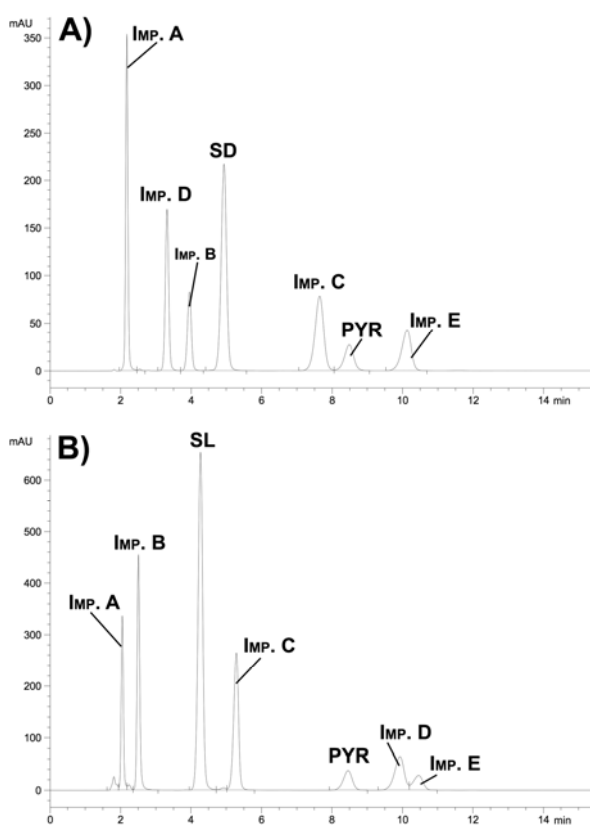 mAU
A)
IMP. A
350
300
250
SD
200
IMP. D
150
IMP. B
100
IMP. C
PYR
IMP. E
50
0
0 2 4 6 8 10 12 14 min
mAU
B)
SL
600
500
IMP. B
400
IMP. A
300
IMP. C
200
100
PYR
IMP. D
IMP. E
0
0 2 4 6 8 10 12 14 min